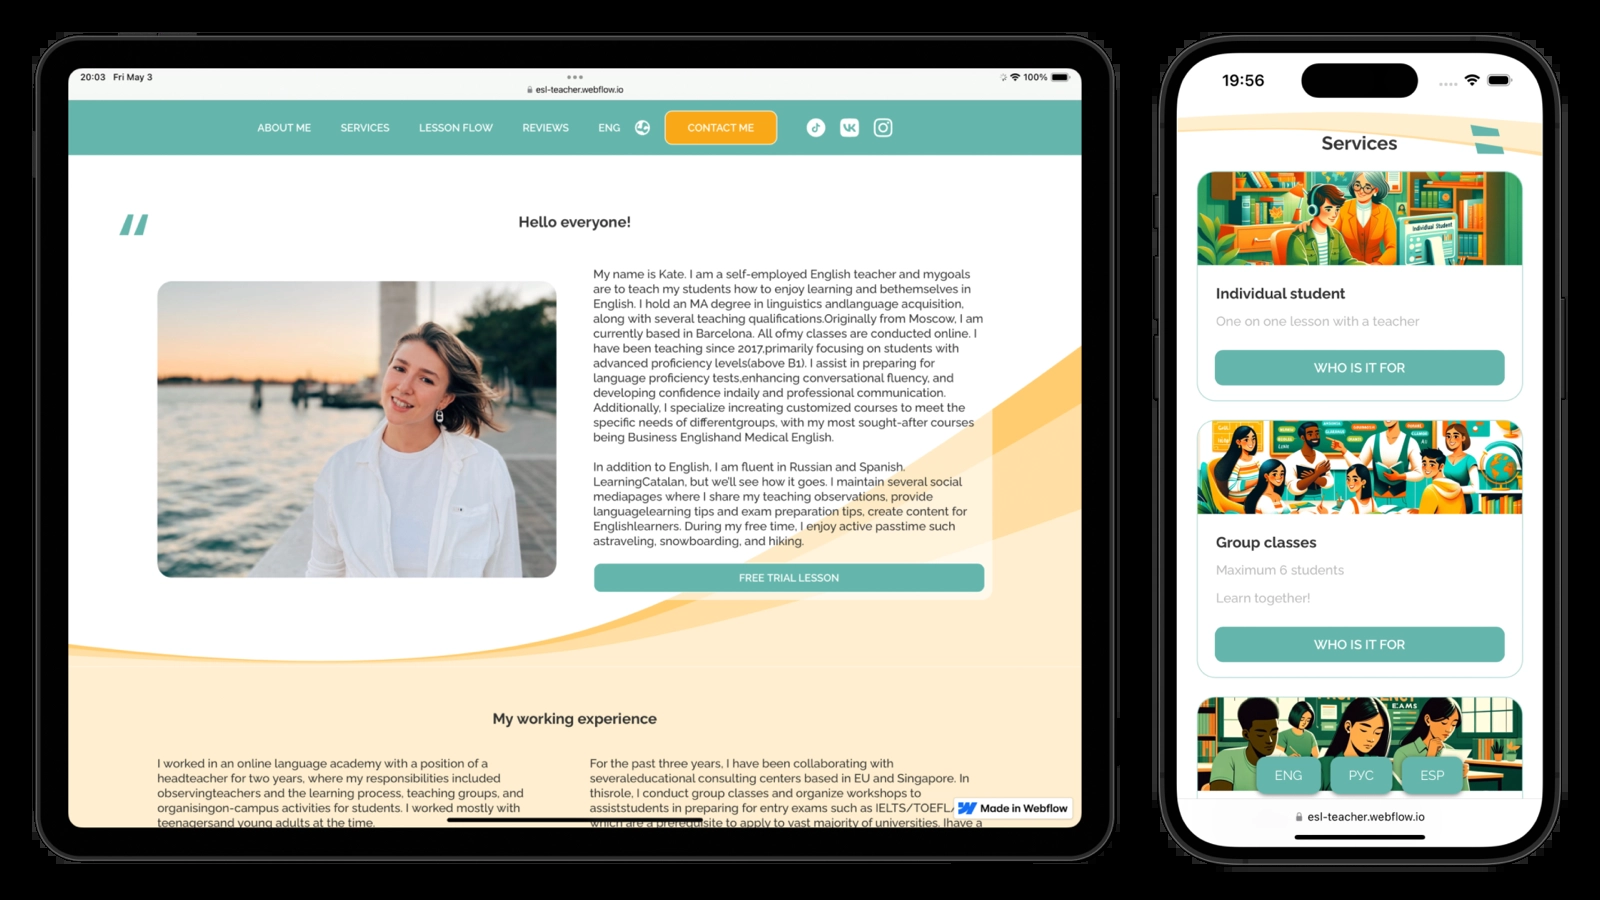 20:03 Fri May 3
100%
esl-teacher.webflow.io
ABOUT ME SERVICES LESSON FLOW REVIEWS ENG CONTACT ME
Hello everyone!
My name is Kate. I am a self-employed English teacher and mygoals
are to teach my students how to enjoy learning and bethemselves in
English. I hold an MA degree in linguistics andlanguage acquisition,
along with several teaching qualifications.Originally from Moscow, I am
currently based in Barcelona. All ofmy classes are conducted online. I
have been teaching since 2017,primarily focusing on students with
advanced proficiency levels(above B1). I assist in preparing for
language proficiency tests,enhancing conversational fluency, and
developing confidence indaily and professional communication.
Additionally, I specialize increating customized courses to meet the
specific needs of differentgroups, with my most sought-after courses
being Business Englishand Medical English.
In addition to English, I am fluent in Russian and Spanish.
LearningCatalan, but we'll see how it goes. I maintain several social
mediapages where I share my teaching observations, provide
languagelearning tips and exam preparation tips, create content for
Englishlearners. During my free time, I enjoy active passtime such
astraveling, snowboarding, and hiking.
FREE TRIAL LESSON
My working experience
I worked in an online language academy with a position of a
headteacher for two years, where my responsibilities included
observingteachers and the learning process, teaching groups, and
organisingon-campus activities for students. I worked mostly with
teenagersand young adults at the time.
For the past three years, I have been collaborating with
severaleducational consulting centers based in EU and Singapore. In
thisrole, I conduct group classes and organize workshops to
assiststudents in preparing for entry exams such as IELTS/TOEFL/
which are a prerequisite to apply to vast majority of universities. Ihave a
Made in Webflow
19:56
Services
Individual Student
Individual student
One on one lesson with a teacher
WHO IS IT FOR
Group classes
Maximum 6 students
Learn together!
WHO IS IT FOR
EXAMS
ENG РУС ESP
esl-teacher.webflow.io